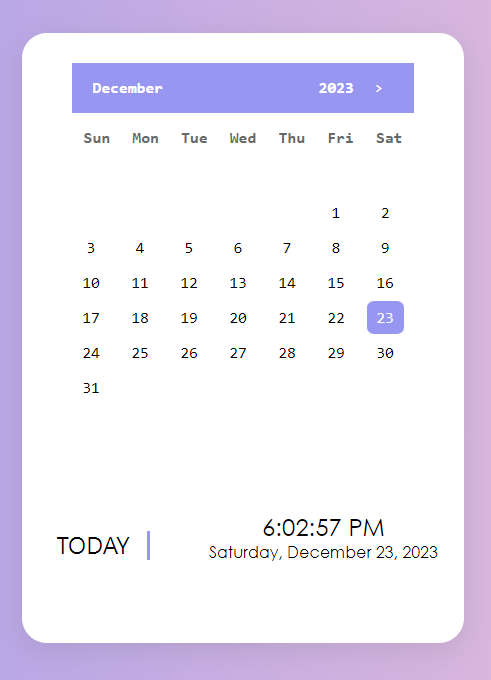 December 2023 >
Sun Mon Tue Wed Thu Fri Sat
1 2
3 4 5 6 7 8 9
10 11 12 13 14 15 16
17 18 19 20 21 22 23
24 25 26 27 28 29 30
31
6:02:57 PM
TODAY
Saturday, December 23, 2023